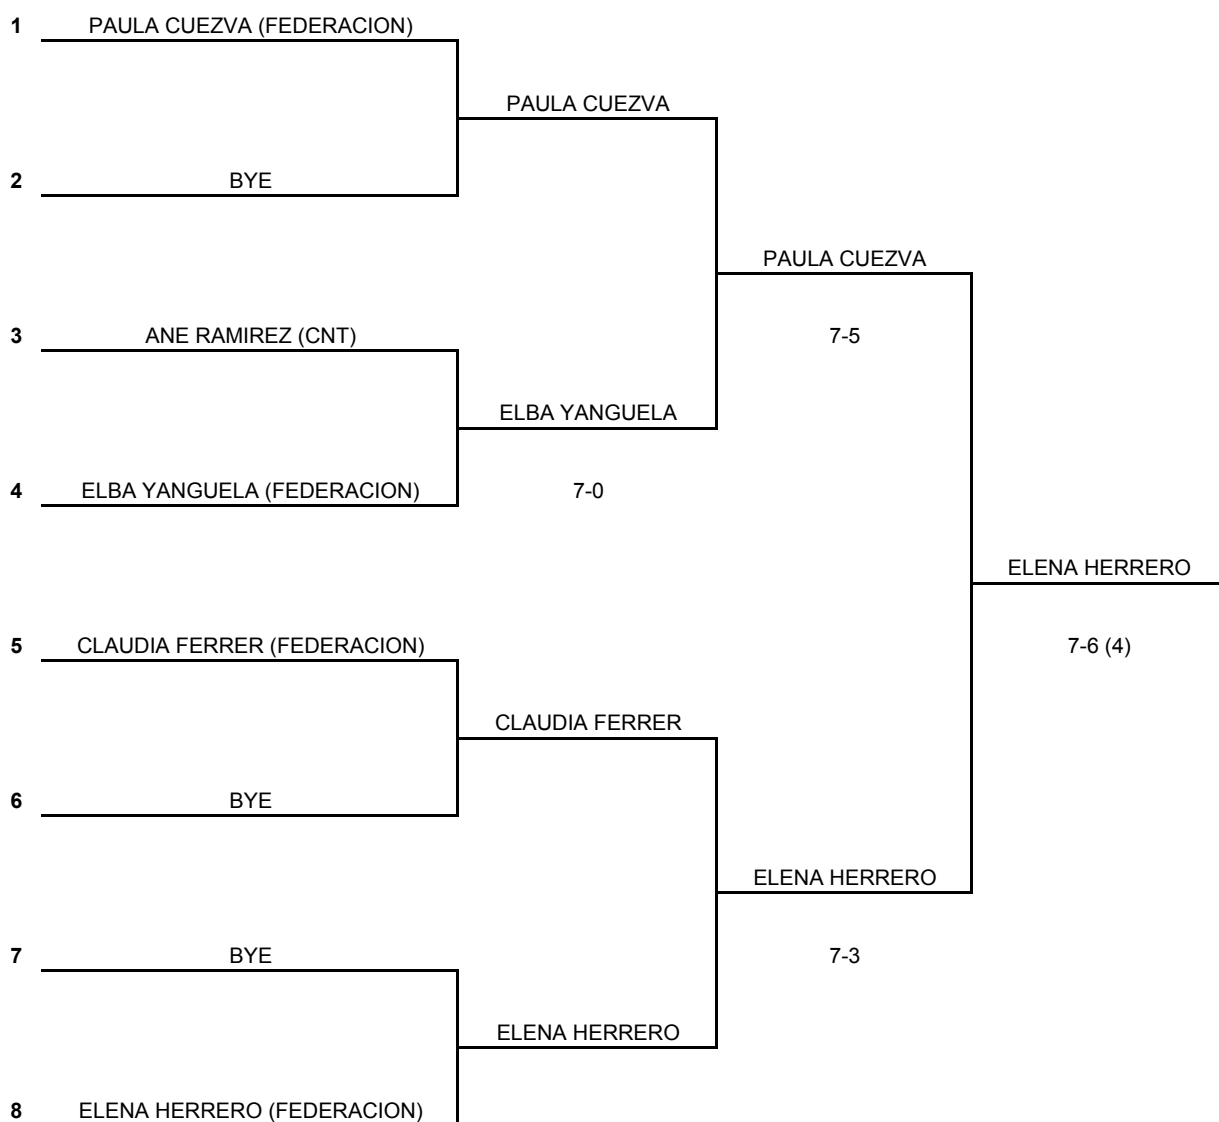 1 PAULA CUEZVA (FEDERACION)
PAULA CUEZVA
2 BYE
PAULA CUEZVA
3 ANE RAMIREZ (CNT) 7-5
ELBA YANGUELA
4 ELBA YANGUELA (FEDERACION) 7-0
ELENA HERRERO
5 CLAUDIA FERRER (FEDERACION) 7-6 (4)
CLAUDIA FERRER
6 BYE
ELENA HERRERO
7 BYE 7-3
ELENA HERRERO
8 ELENA HERRERO (FEDERACION)